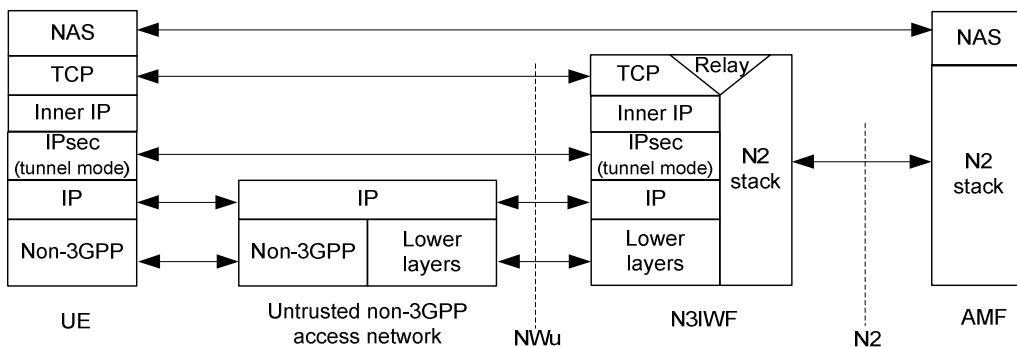 NAS
TCP
Inner IP
IPsec
(tunnel mode)
IP
Non-3GPP
UE
IP
Non-3GPP
Lower
layers
Untrusted non-3GPP
access network
NWu
TCP
Relay
Inner IP
IPsec
(tunnel mode)
IP
Lower
layers
N2
stack
N3IWF
N2
NAS
N2
stack
AMF